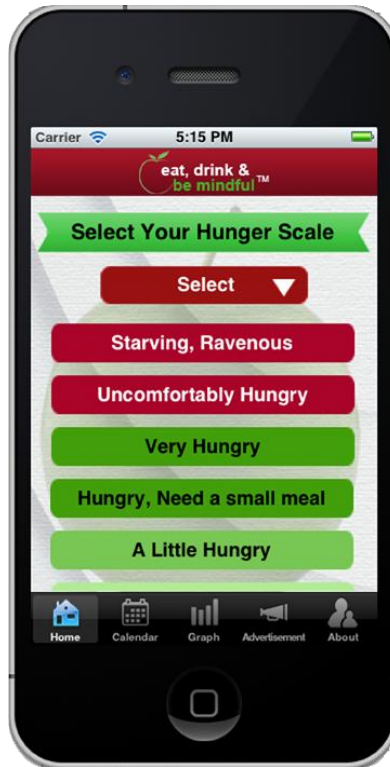 Carrier 5:15 PM
eat, drink &
be mindful™
Select Your Hunger Scale
Select
Starving, Ravenous
Uncomfortably Hungry
Very Hungry
Hungry, Need a small meal
A Little Hungry
Home Calendar Graph Advertisement About